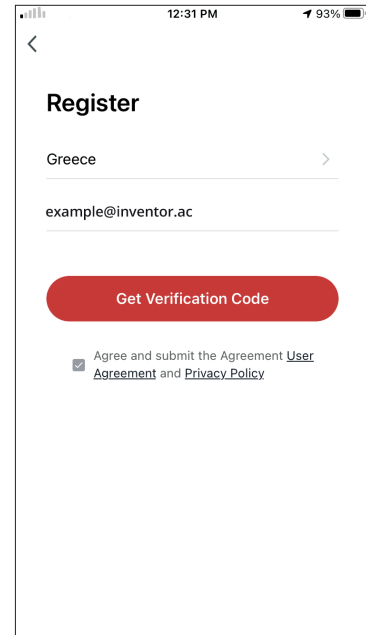 12:31 PM 93%
Register
Greece
example@inventor.ac
Get Verification Code
Agree and submit the Agreement User
Agreement and Privacy Policy